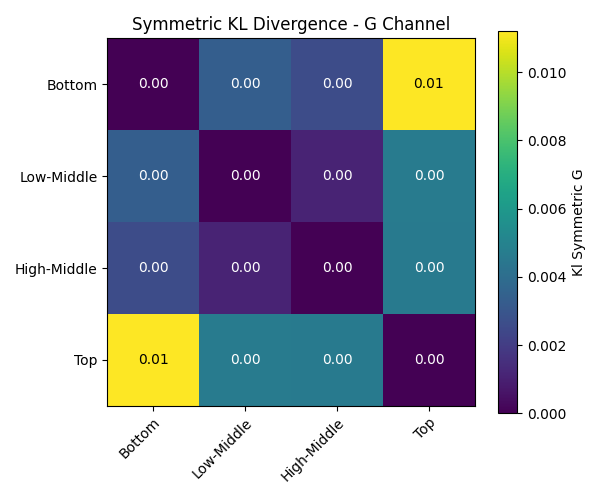 Symmetric KL Divergence - G Channel
Bottom 0.00 0.00 0.00 0.01
Low-Middle 0.00 0.00 0.00 0.00
High-Middle 0.00 0.00 0.00 0.00
Top 0.01 0.00 0.00 0.00
Bottom Low-Middle High-Middle Top
0.010
0.008
0.006
0.004
0.002
0.000
Kl Symmetric G